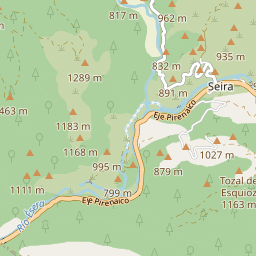 817 m
962 m
935 m
832 m
1289 m
891 m
Seira
463 m
Eje Pirenaico
1183 m
1168 m
1027 m
995 m
879 m
Tozal de
Esquioz
1163 m
1111 m
799 m
Eje Pirenaico
Río Ésera